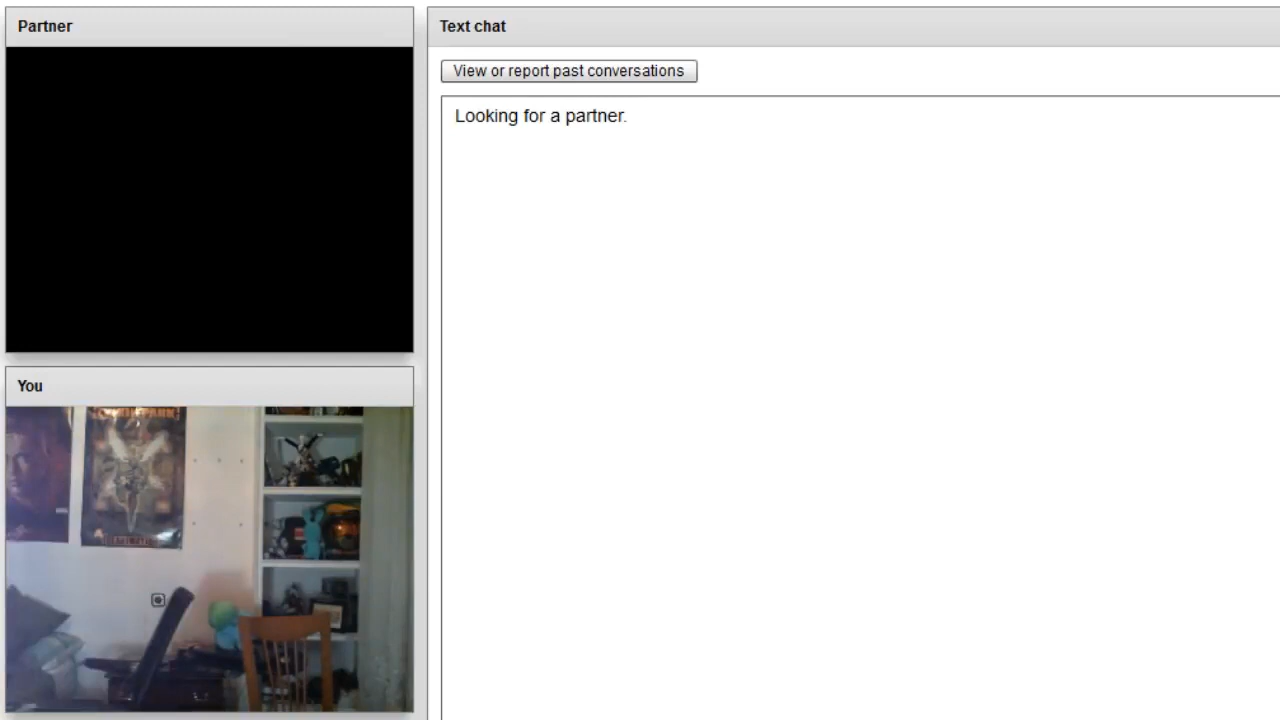 Partner
Text chat
View or report past conversations
Looking for a partner.
You